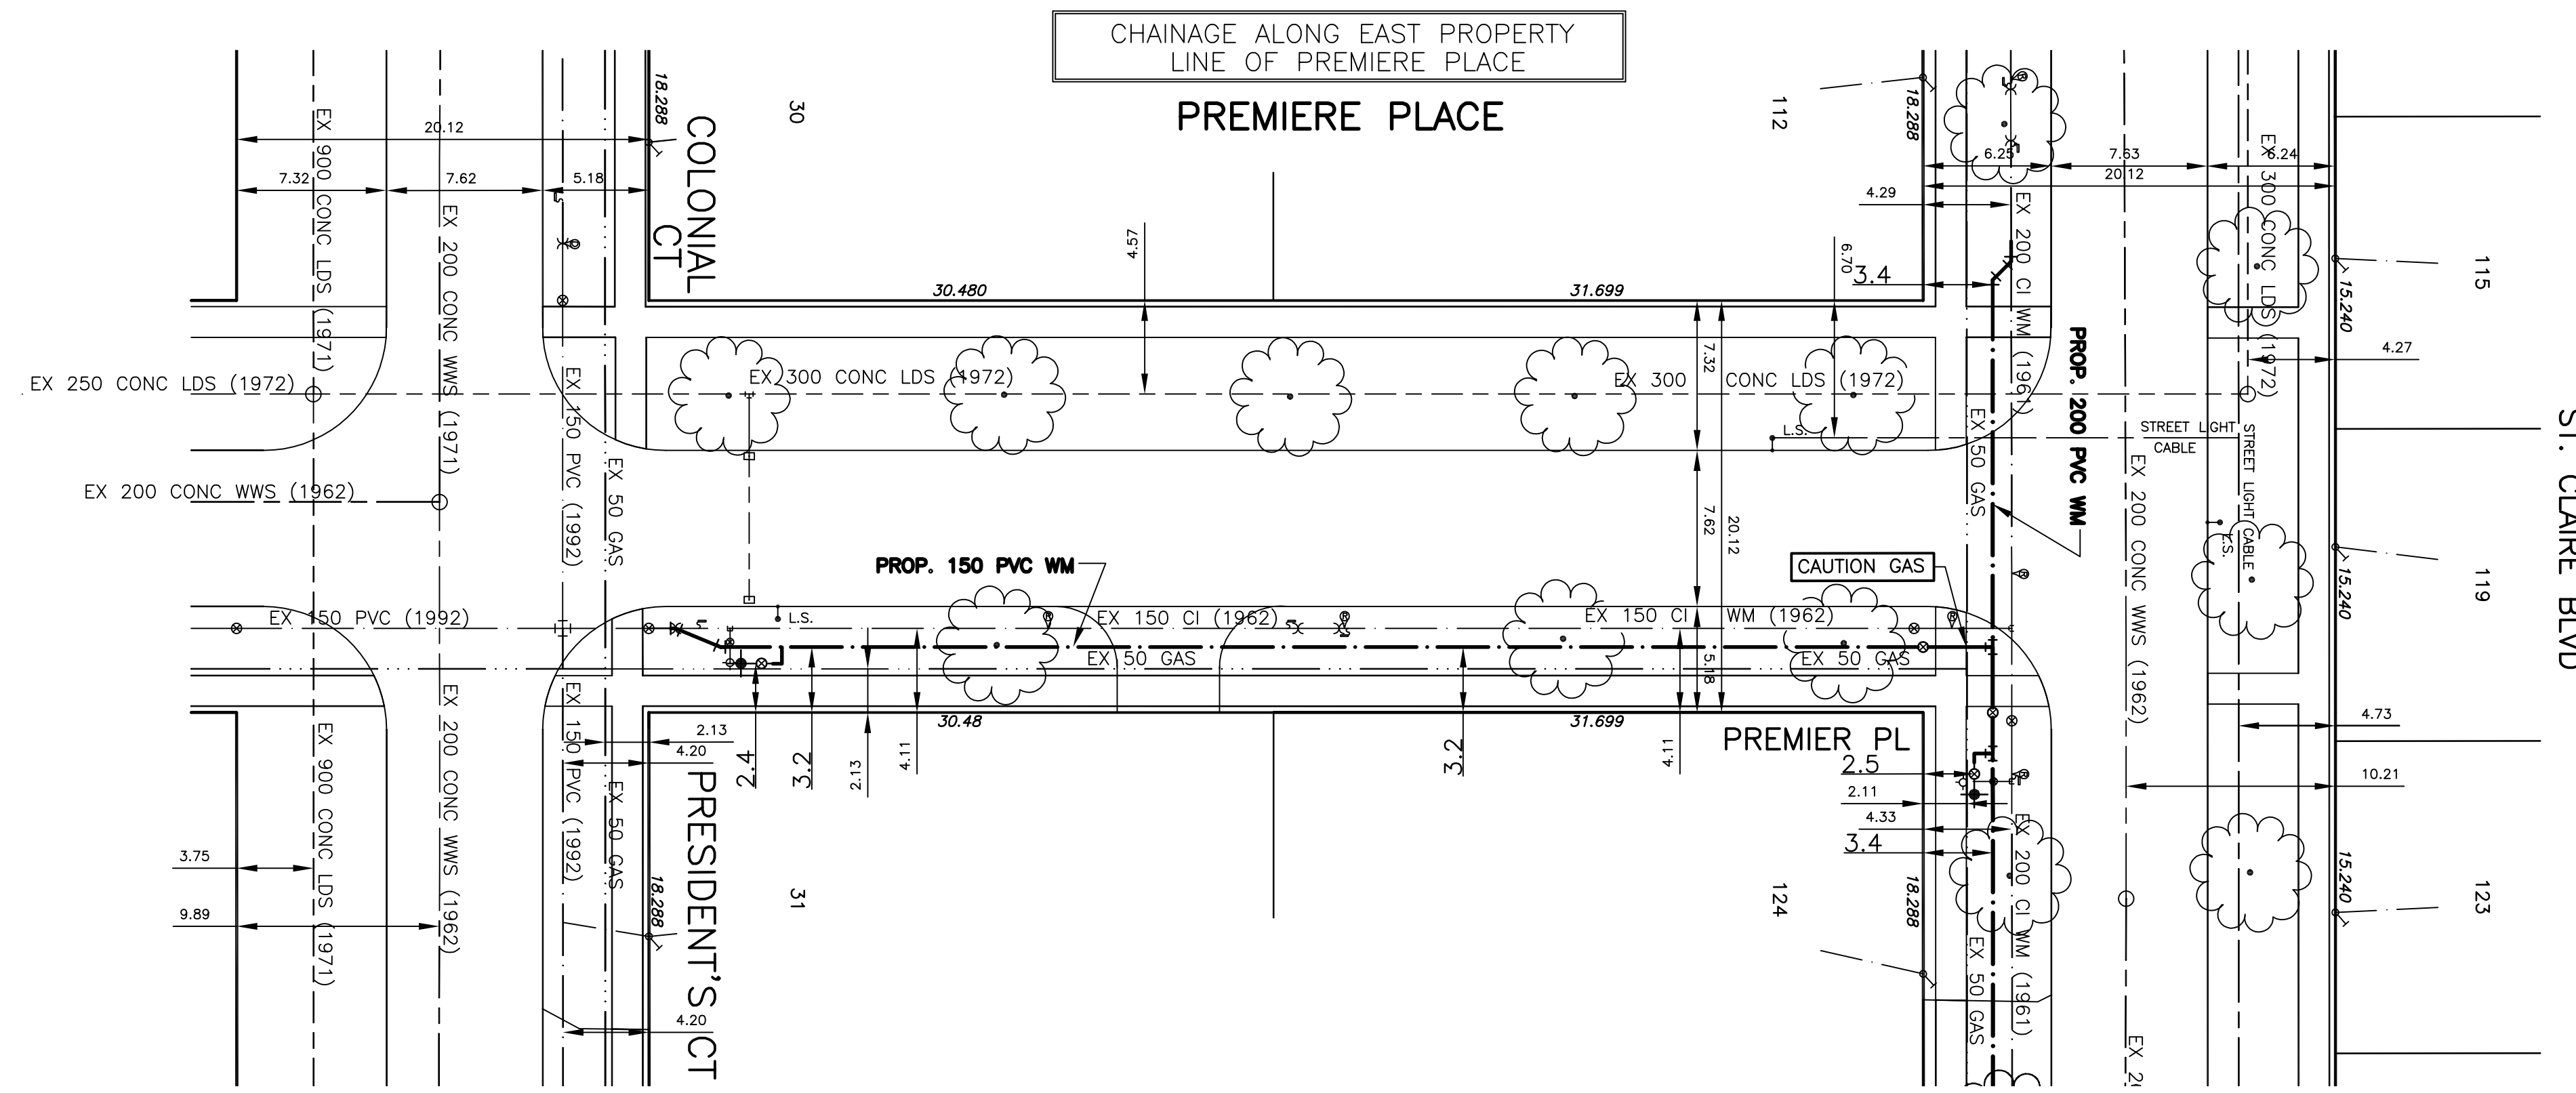 CHAINAGE ALONG EAST PROPERTY
LINE OF PREMIERE PLACE
PREMIERE PLACE
COLONIAL
CT
30
112
18.288
18.288
20.12
7.32
7.62
5.18
6.25
7.63
6.24
20.12
4.29
3.4
4.57
6.70
30.480
31.699
EX 900 CONC LDS (1971)
EX 200 CONC WWS (1971)
EX 150 PVC (1992)
EX 50 GAS
EX 200 CI WM (1961)
EX 300 CONC LDS (1972)
115
15.240
4.27
PROP. 200 PVC WM
EX 250 CONC LDS (1972)
EX 300 CONC LDS (1972)
EX 300 CONC LDS (1972)
7.32
L.S.
STREET LIGHT
CABLE
STREET LIGHT CABLE
L.S.
EX 50 GAS
EX 200 CONC WWS (1962)
ST. CLAIRE BLVD
EX 200 CONC WWS (1962)
7.62
20.12
PROP. 150 PVC WM
CAUTION GAS
119
15.240
EX 150 PVC (1992)
L.S.
EX 150 CI (1962)
EX 150 CI WM (1962)
EX 50 GAS
EX 50 GAS
5.18
30.48
31.699
PREMIER PL
2.13
4.20
2.4
3.2
2.13
4.11
3.2
4.11
2.5
2.11
4.33
3.4
4.73
10.21
EX 900 CONC LDS (1971)
EX 200 CONC WWS (1962)
EX 150 PVC (1992)
EX 50 GAS
PRESIDENT'S CT
18.288
31
124
18.288
EX 200 CI WM (1961)
EX 50 GAS
15.240
123
3.75
9.89
4.20